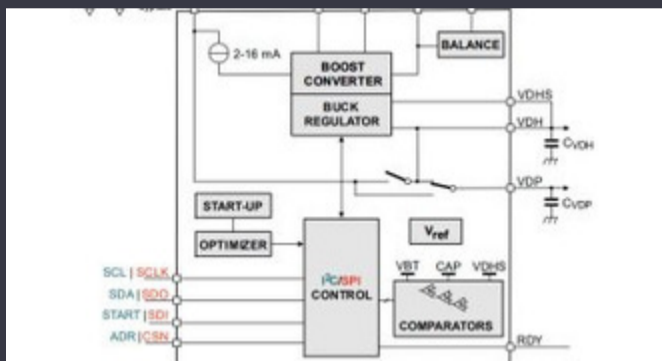 2-16 mA
BALANCE
BOOST
CONVERTER
BUCK
REGULATOR
VDHS
VDH
CVDH
VDP
CVDP
START-UP
OPTIMIZER
Vref
SCL | SCLK
SDA | SDO
START | SDI
ADR | CSN
I²C/SPI
CONTROL
VBT CAP VDHS
COMPARATORS
RDY